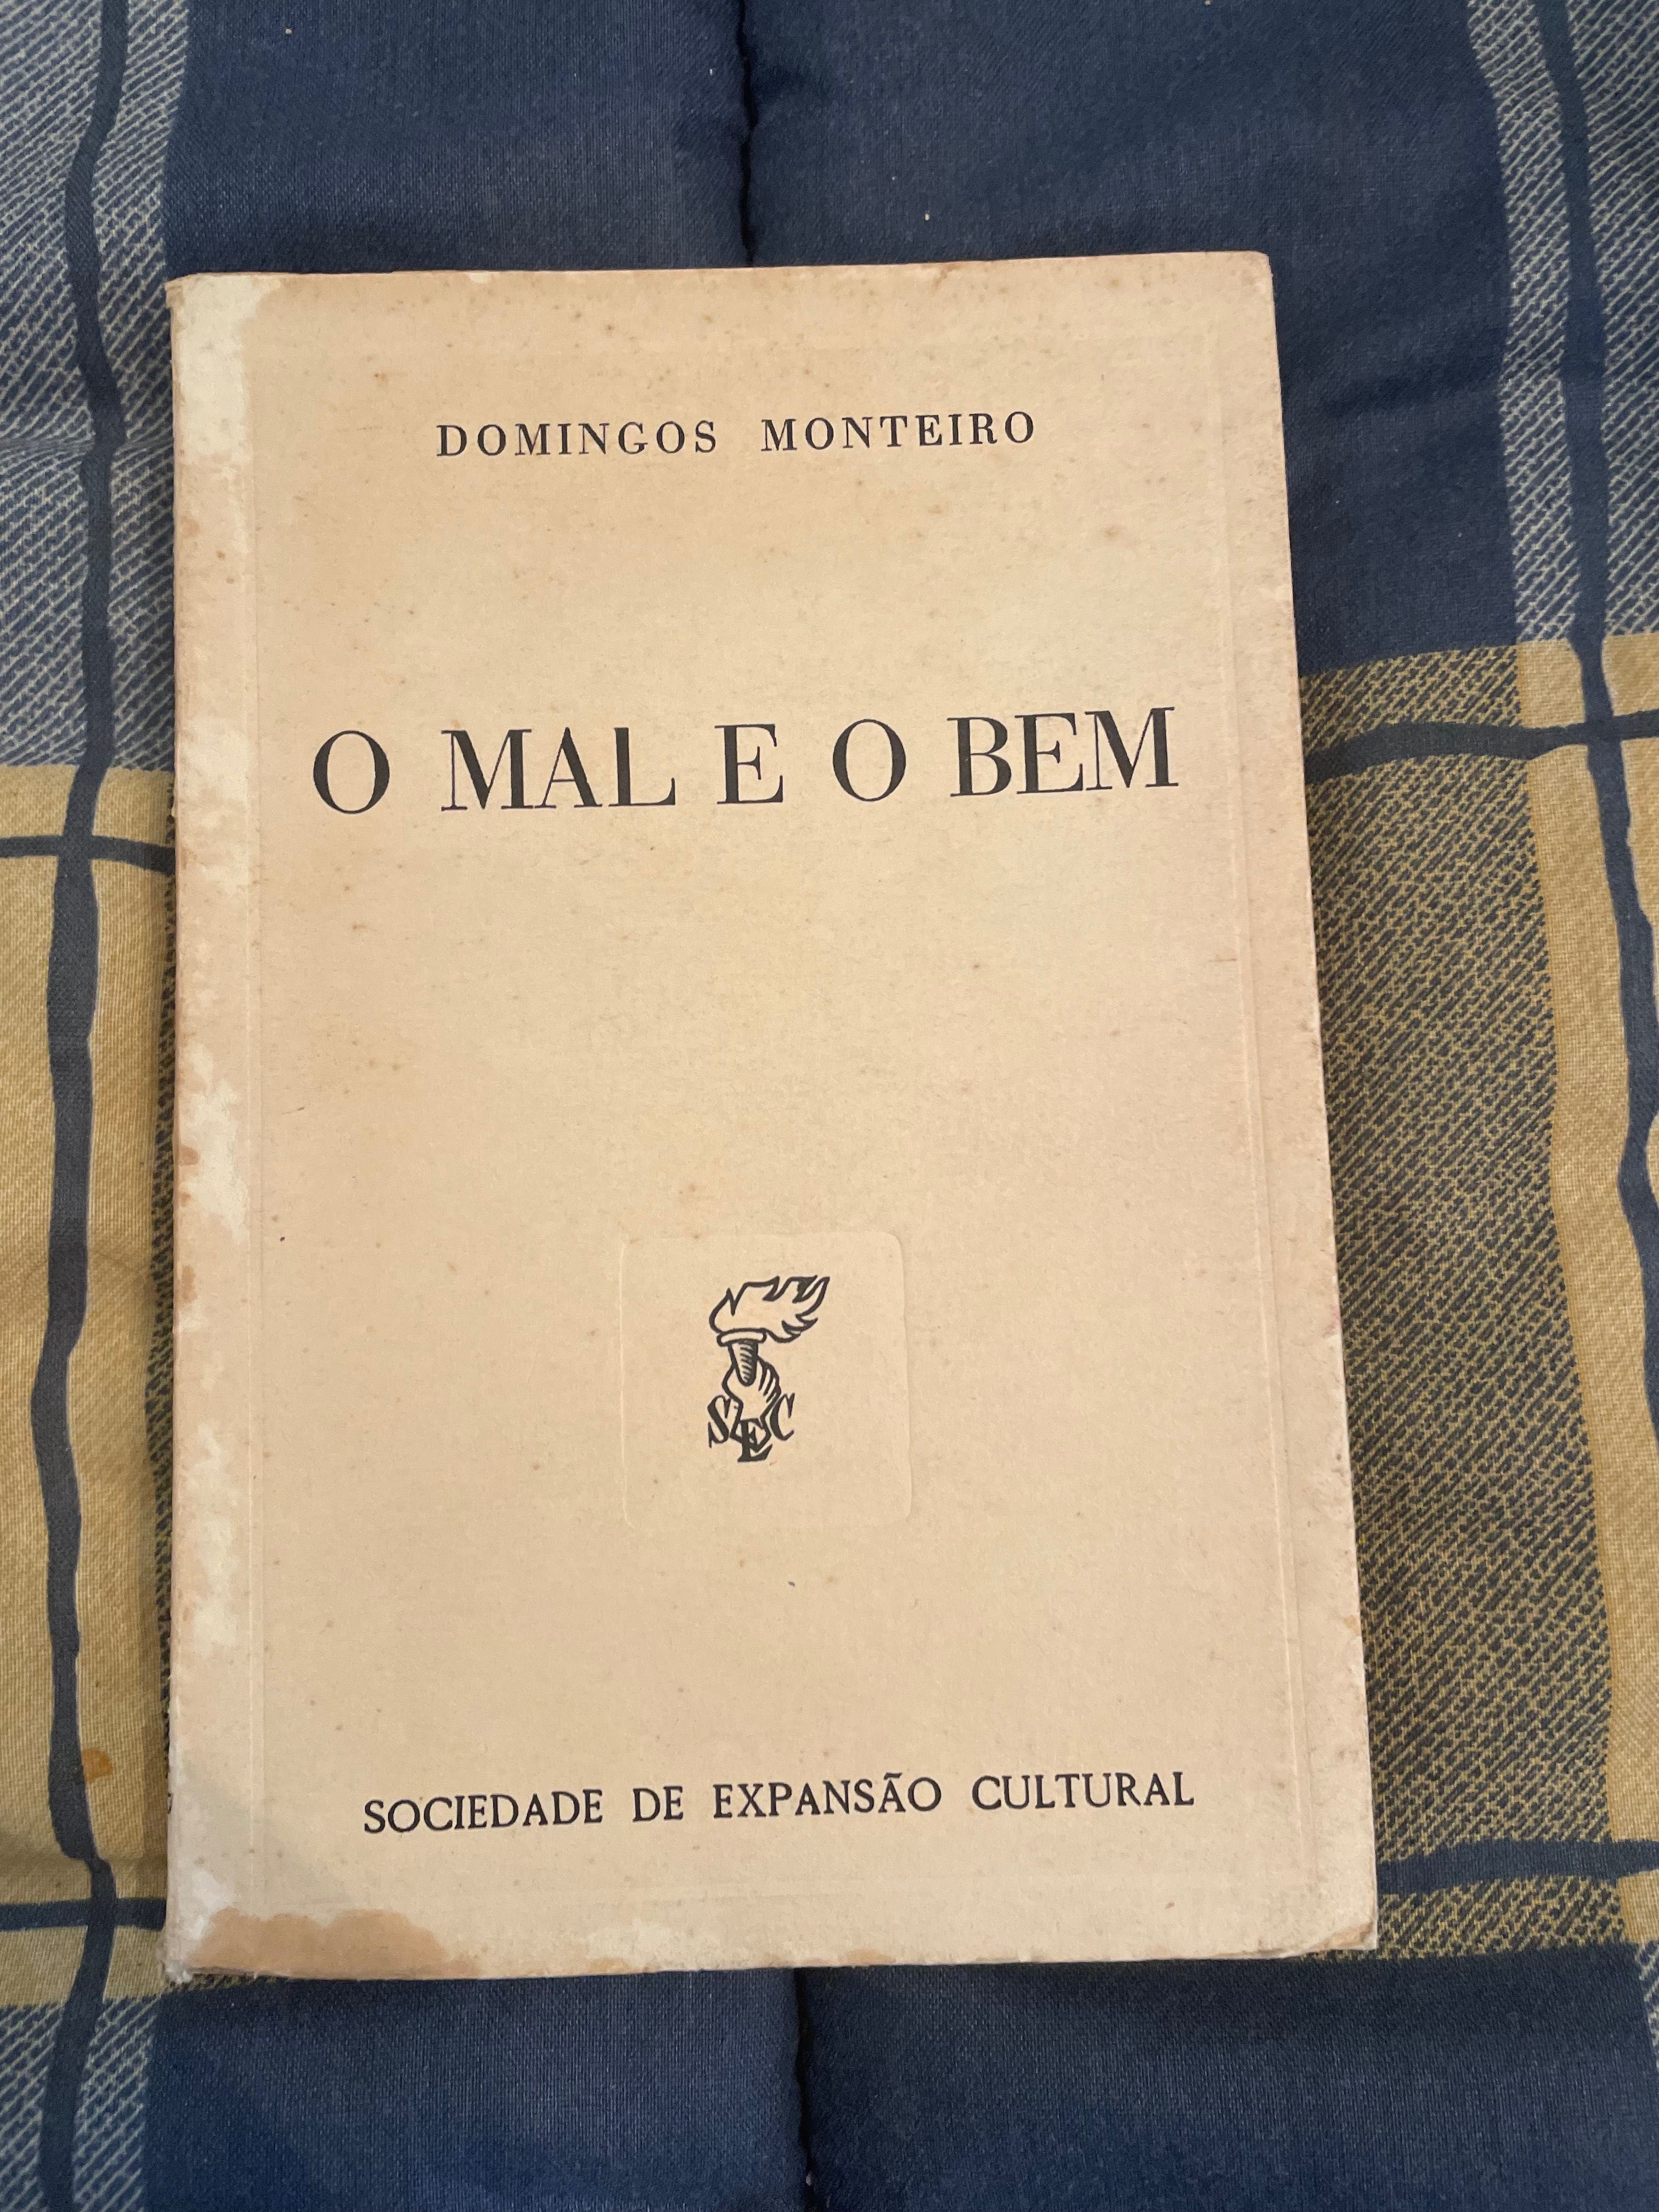 DOMINGOS MONTEIRO
O MAL E O BEM
SEC
SOCIEDADE DE EXPANSÃO CULTURAL